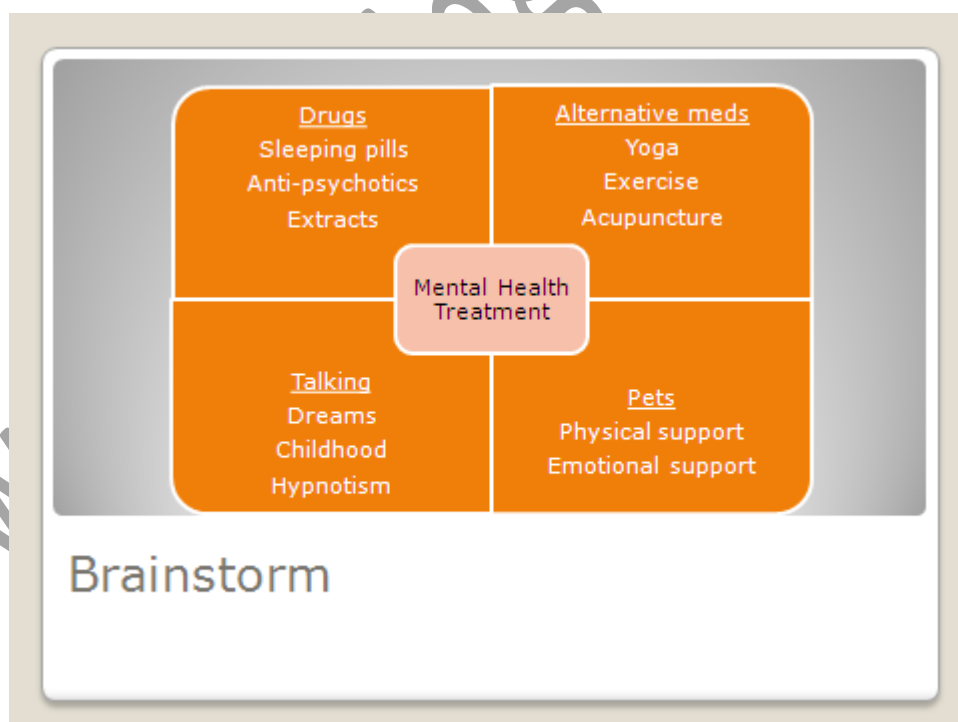 Drugs
Sleeping pills
Anti-psychotics
Extracts
Alternative meds
Yoga
Exercise
Acupuncture
Mental Health
Treatment
Talking
Dreams
Childhood
Hypnotism
Pets
Physical support
Emotional support
Brainstorm